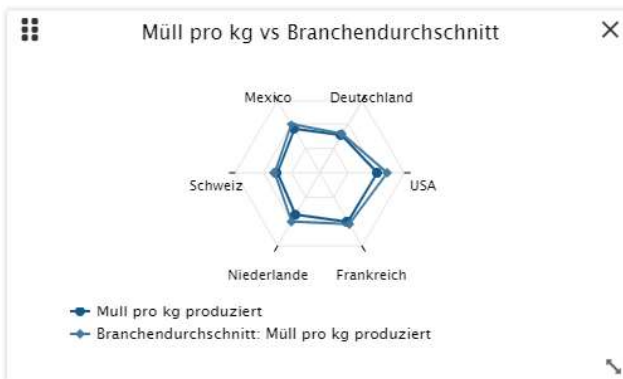 Müll pro kg vs Branchendurchschnitt
Mexico
Deutschland
Schweiz
USA
Niederlande
Frankreich
Mull pro kg produziert
Branchendurchschnitt: Müll pro kg produziert